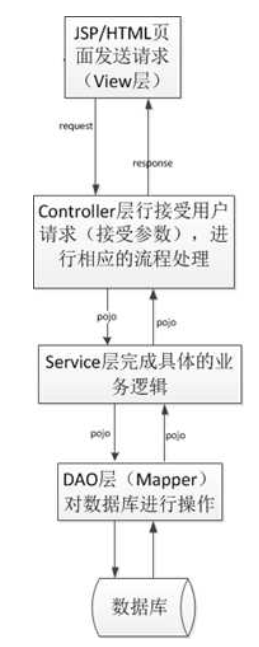 JSP/HTML页
面发送请求
（View层）
request
response
Controller层行接受用户
请求（接受参数），进
行相应的流程处理
pojo
pojo
Service层完成具体的业
务逻辑
pojo
pojo
DAO层（Mapper）
对数据库进行操作
数据库